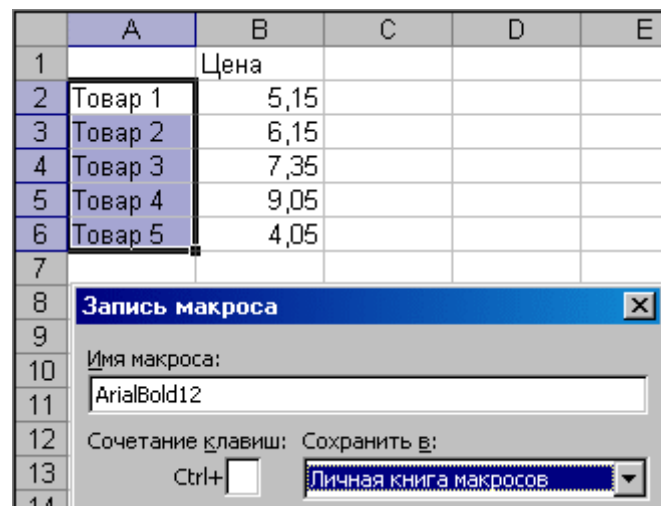 A B C D E
1 Цена
2 Товар 1 5,15
3 Товар 2 6,15
4 Товар 3 7,35
5 Товар 4 9,05
6 Товар 5 4,05
7
8 Запись макроса
9
10 Имя макроса:
11 ArialBold12
12 Сочетание клавиш: Сохранить в:
13 Ctrl+ Личная книга макросов
14